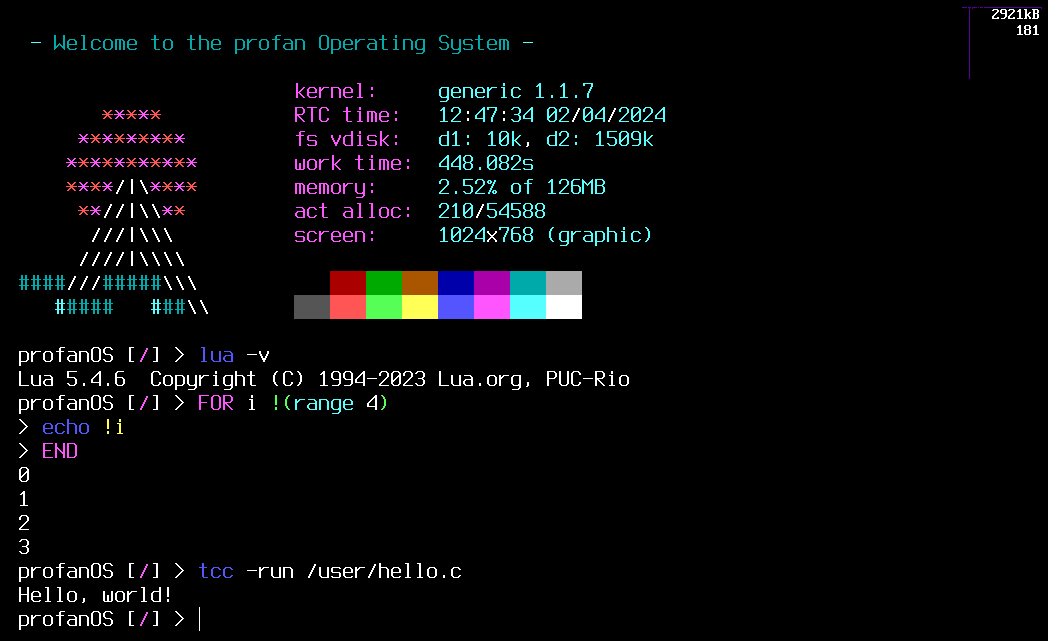 2921kB
181
- Welcome to the profan Operating System -
kernel: generic 1.1.7
*****
RTC time: 12:47:34 02/04/2024
*********
fs vdisk: d1: 10k, d2: 1509k
***********
work time: 448.082s
****/|\****
memory: 2.52% of 126MB
**//|\\**
act alloc: 210/54588
///|\\\
screen: 1024x768 (graphic)
////|\\\\
####///#####\\\
#####   ###\\
profanOS [/] > lua -v
Lua 5.4.6  Copyright (C) 1994-2023 Lua.org, PUC-Rio
profanOS [/] > FOR i !(range 4)
> echo !i
> END
0
1
2
3
profanOS [/] > tcc -run /user/hello.c
Hello, world!
profanOS [/] >